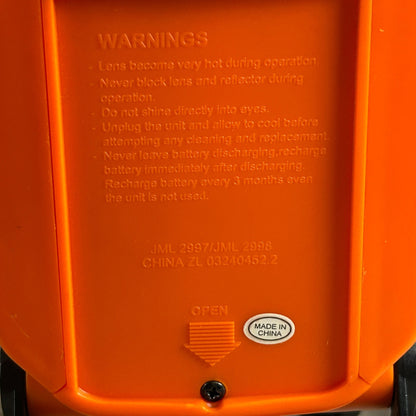 WARNINGS
- Lens become very hot during operation
- Never block lens and reflector during
operation.
- Do not shine directly into eyes.
- Unplug the unit and allow to cool before
attempting any cleaning and replacement.
- Never leave battery discharging,recharge
battery immediately after discharging.
Recharge battery every 3 months even
the unit is not used.
JML 2997/JML 2998
CHINA ZL 03240452.2
OPEN
MADE IN
CHINA